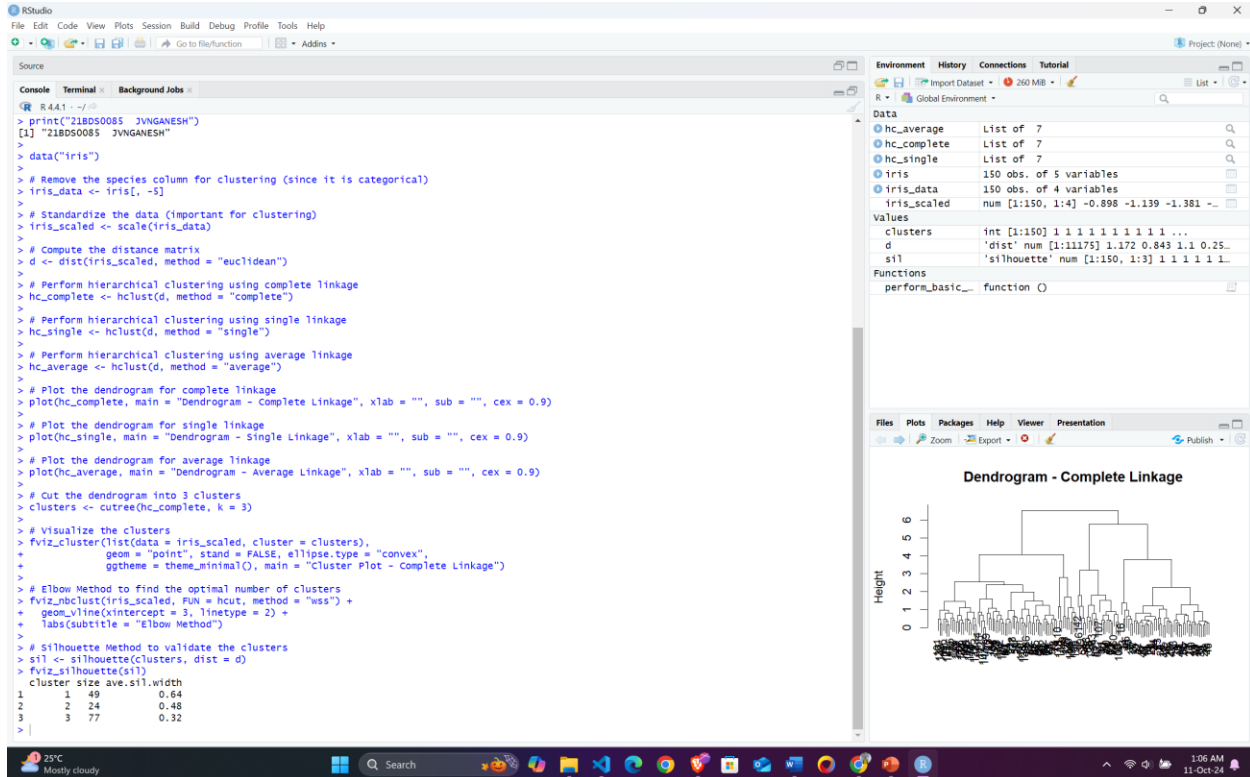 RStudio
File Edit Code View Plots Session Build Debug Profile Tools Help
Go to file/function Addins Project: (None)
Source
Console Terminal Background Jobs
R 4.4.1 · ~/
> print("21BDS0085  JVNGANESH")
[1] "21BDS0085  JVNGANESH"
>
> data("iris")
>
> # Remove the species column for clustering (since it is categorical)
> iris_data <- iris[, -5]
>
> # Standardize the data (important for clustering)
> iris_scaled <- scale(iris_data)
>
> # Compute the distance matrix
> d <- dist(iris_scaled, method = "euclidean")
>
> # Perform hierarchical clustering using complete linkage
> hc_complete <- hclust(d, method = "complete")
>
> # Perform hierarchical clustering using single linkage
> hc_single <- hclust(d, method = "single")
>
> # Perform hierarchical clustering using average linkage
> hc_average <- hclust(d, method = "average")
>
> # Plot the dendrogram for complete linkage
> plot(hc_complete, main = "Dendrogram - Complete Linkage", xlab = "", sub = "", cex = 0.9)
>
> # Plot the dendrogram for single linkage
> plot(hc_single, main = "Dendrogram - Single Linkage", xlab = "", sub = "", cex = 0.9)
>
> # Plot the dendrogram for average linkage
> plot(hc_average, main = "Dendrogram - Average Linkage", xlab = "", sub = "", cex = 0.9)
>
> # Cut the dendrogram into 3 clusters
> clusters <- cutree(hc_complete, k = 3)
>
> # Visualize the clusters
> fviz_cluster(list(data = iris_scaled, cluster = clusters),
+              geom = "point", stand = FALSE, ellipse.type = "convex",
+              ggtheme = theme_minimal(), main = "Cluster Plot - Complete Linkage")
>
> # Elbow Method to find the optimal number of clusters
> fviz_nbclust(iris_scaled, FUN = hcut, method = "wss") +
+   geom_vline(xintercept = 3, linetype = 2) +
+   labs(subtitle = "Elbow Method")
>
> # Silhouette Method to validate the clusters
> sil <- silhouette(clusters, dist = d)
> fviz_silhouette(sil)
  cluster size ave.sil.width
1       1   49          0.64
2       2   24          0.48
3       3   77          0.32
>
Environment History Connections Tutorial
Import Dataset 260 MiB List
R Global Environment
Data
hc_average List of 7
hc_complete List of 7
hc_single List of 7
iris 150 obs. of 5 variables
iris_data 150 obs. of 4 variables
iris_scaled num [1:150, 1:4] -0.898 -1.139 -1.381 -…
Values
clusters int [1:150] 1 1 1 1 1 1 1 1 1 1 ...
d 'dist' num [1:11175] 1.172 0.843 1.1 0.25…
sil 'silhouette' num [1:150, 1:3] 1 1 1 1 1 1…
Functions
perform_basic_… function ()
Files Plots Packages Help Viewer Presentation
Zoom Export Publish
Dendrogram - Complete Linkage
Height
6
5
4
3
2
1
0
25°C
Mostly cloudy
Search
1:06 AM
11-Oct-24